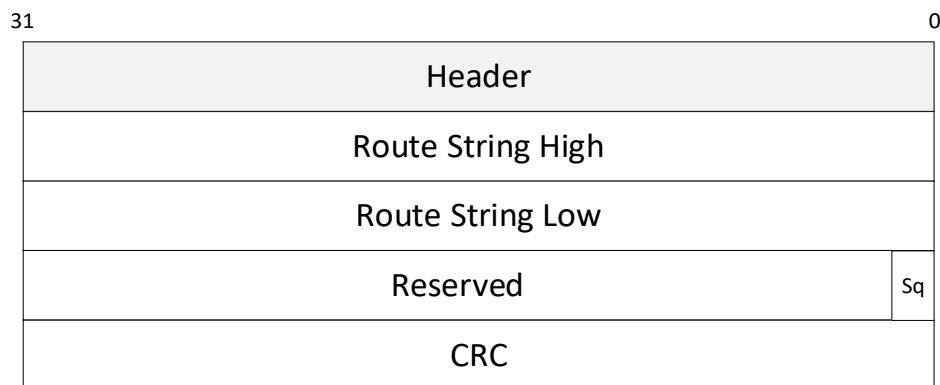 31 0
Header
Route String High
Route String Low
Reserved Sq
CRC